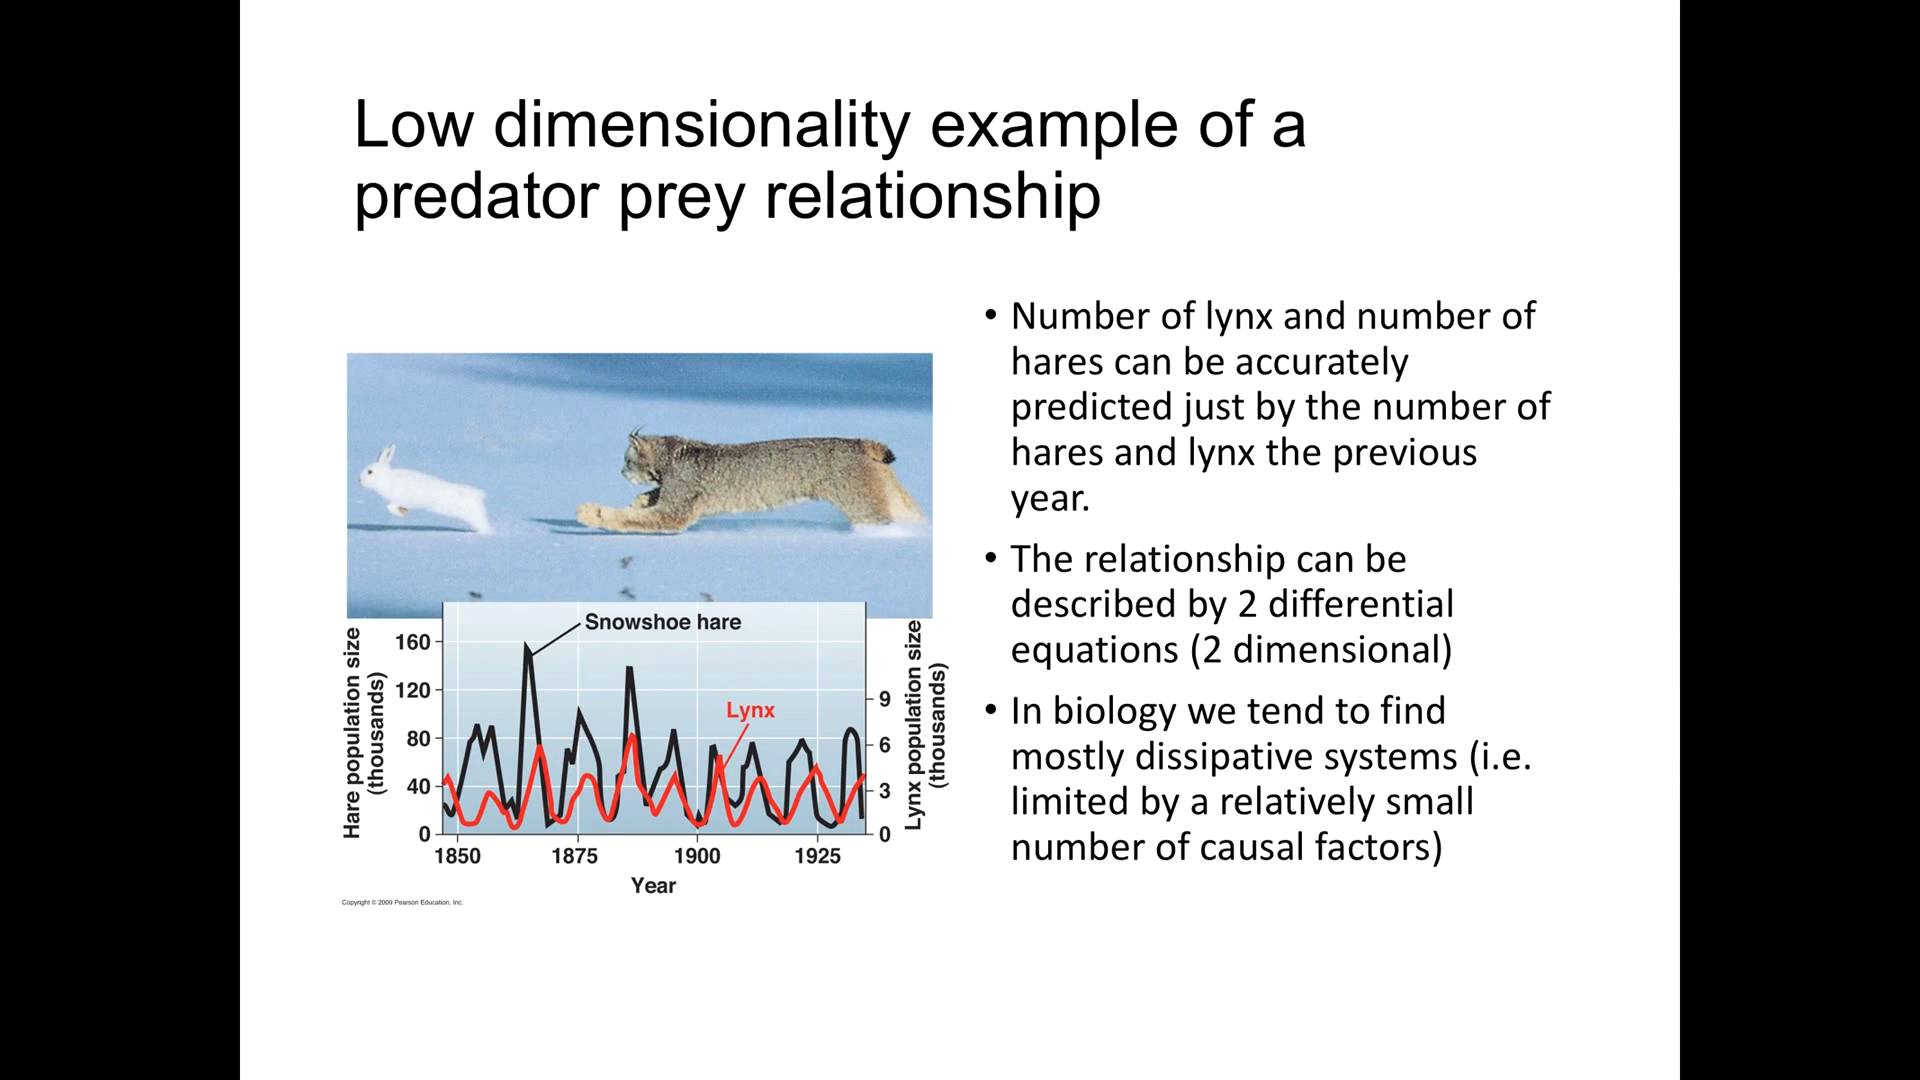 Low dimensionality example of a
predator prey relationship
Snowshoe hare
Lynx
Hare population size
(thousands)
160
120
80
40
0
Lynx population size
(thousands)
9
6
3
0
1850
1875
1900
1925
Year
Copyright © 2009 Pearson Education, Inc.
• Number of lynx and number of
hares can be accurately
predicted just by the number of
hares and lynx the previous
year.
• The relationship can be
described by 2 differential
equations (2 dimensional)
• In biology we tend to find
mostly dissipative systems (i.e.
limited by a relatively small
number of causal factors)